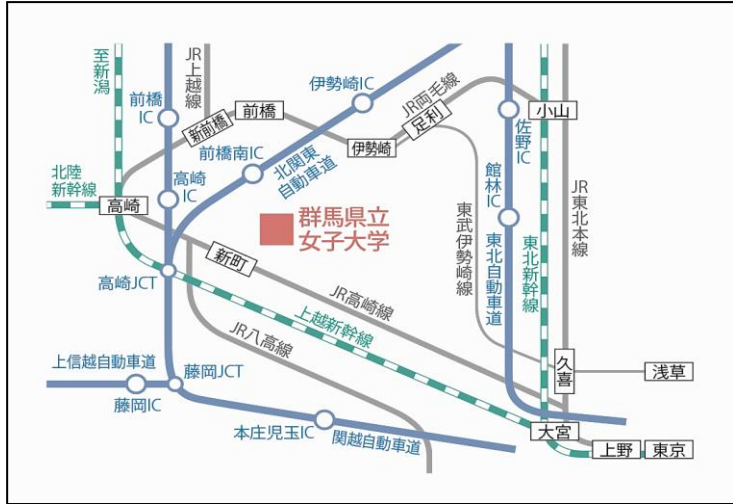 至新潟
JR上越線
前橋
IC
新前橋
前橋
伊勢崎IC
JR両毛線
足利
伊勢崎
佐野IC
小山
前橋南IC
北関東
自動車道
北陸
新幹線
高崎
高崎
IC
群馬県立
女子大学
館林IC
東武伊勢崎線
東北自動車道
東北新幹線
JR東北本線
新町
高崎JCT
JR高崎線
上越新幹線
JR八高線
上信越自動車道
藤岡JCT
藤岡IC
久喜
浅草
本庄児玉IC
関越自動車道
大宮
上野
東京